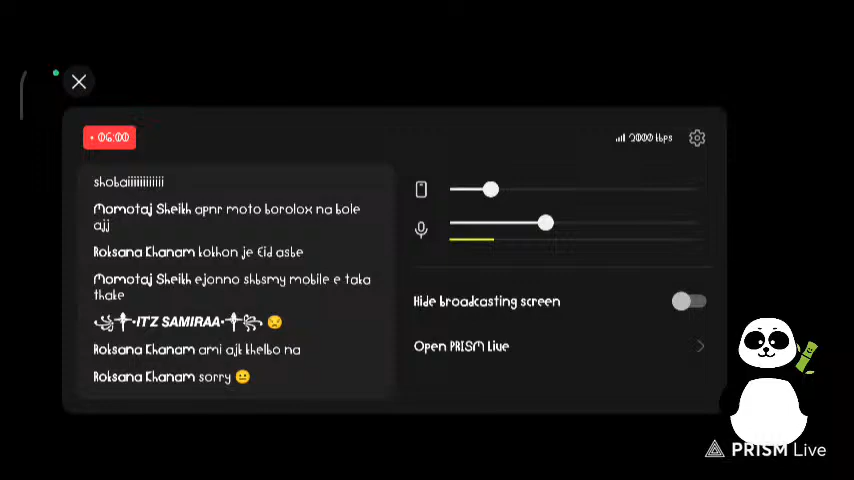 06:00
2000 kbps
shobaiiiiiiiiiiii
Momotaj Sheikh apnr moto borolox na bole
ajj
Roksana Khanam kokhon je Eid asbe
Momotaj Sheikh ejonno shbsmy mobile e taka
thake
꧁༒•IT'Z SAMIRAA•༒꧂ 😒
Roksana Khanam ami ajk khelbo na
Roksana Khanam sorry 😐
Hide broadcasting screen
Open PRISM Live
PRISM Live